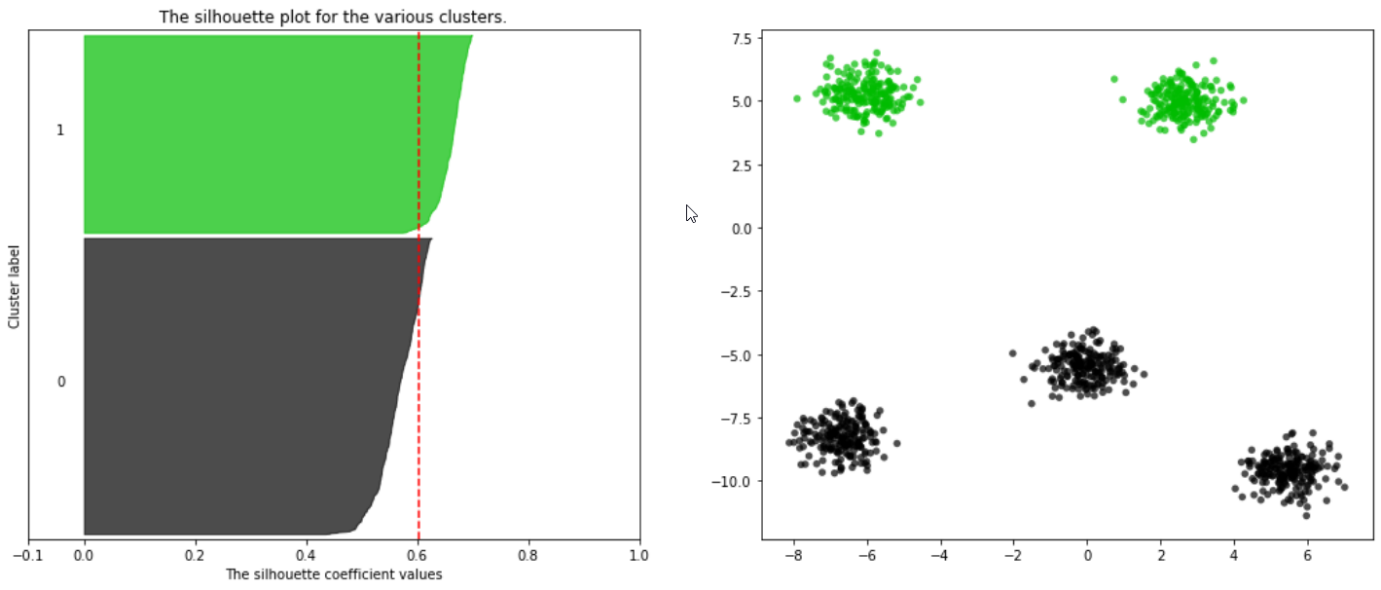 The silhouette plot for the various clusters.
1
0
Cluster label
−0.1 0.0 0.2 0.4 0.6 0.8 1.0
The silhouette coefficient values
7.5
5.0
2.5
0.0
−2.5
−5.0
−7.5
−10.0
−8 −6 −4 −2 0 2 4 6